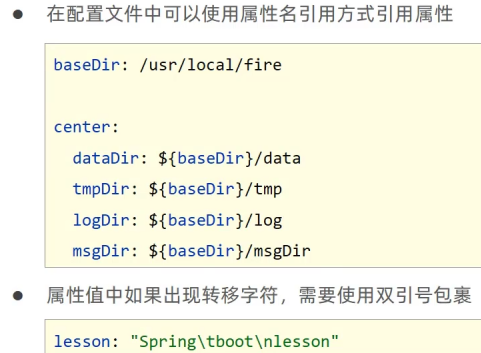 ● 在配置文件中可以使用属性名引用方式引用属性
baseDir: /usr/local/fire
center:
  dataDir: ${baseDir}/data
  tmpDir: ${baseDir}/tmp
  logDir: ${baseDir}/log
  msgDir: ${baseDir}/msgDir
● 属性值中如果出现转移字符，需要使用双引号包裹
lesson: "Spring\tboot\nlesson"